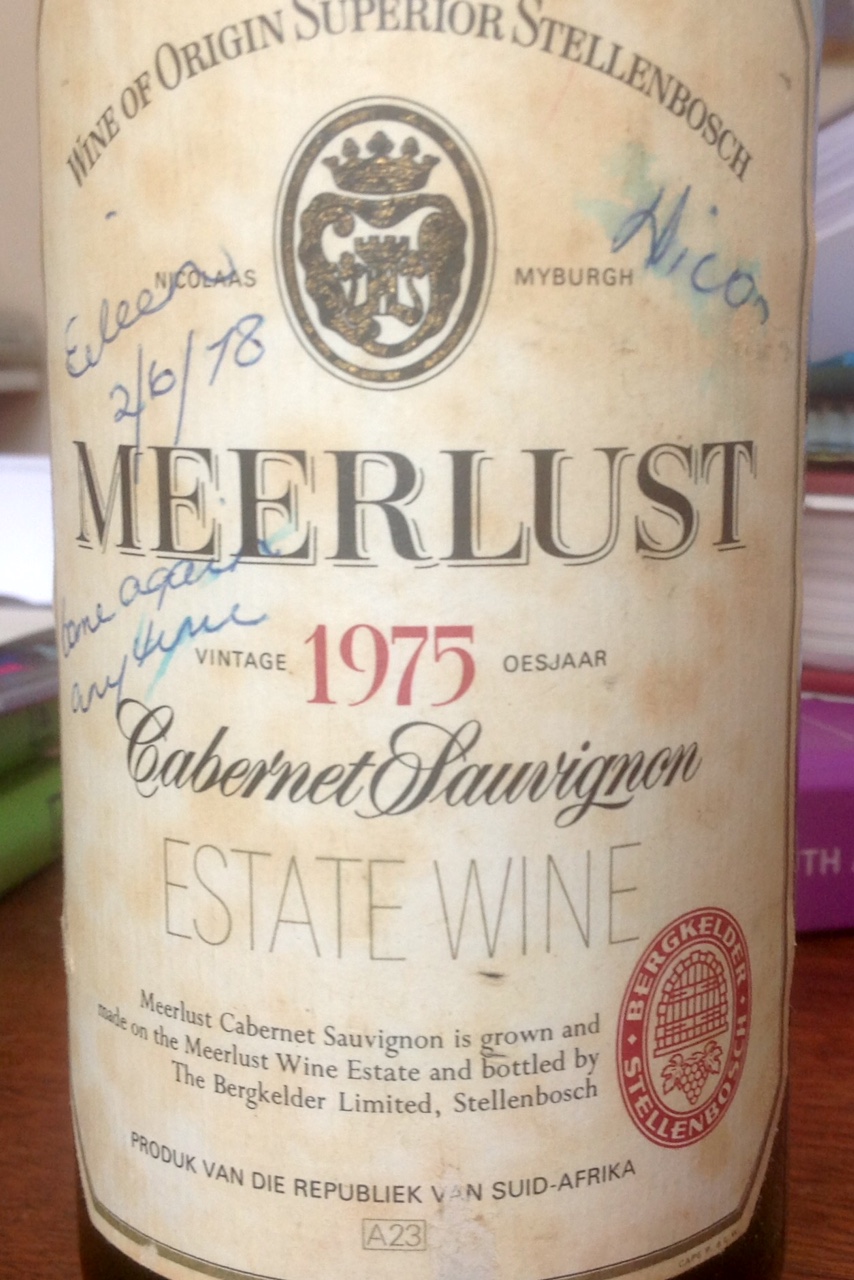 WINE OF ORIGIN SUPERIOR STELLENBOSCH
NICOLAAS MYBURGH
Nico
Eileen
2/6/78
MEERLUST
come again
anytime
VINTAGE 1975 OESJAAR
Cabernet Sauvignon
ESTATE WINE
Meerlust Cabernet Sauvignon is grown and
made on the Meerlust Wine Estate and bottled by
The Bergkelder Limited, Stellenbosch
BERGKELDER
STELLENBOSCH
PRODUK VAN DIE REPUBLIEK VAN SUID-AFRIKA
A23